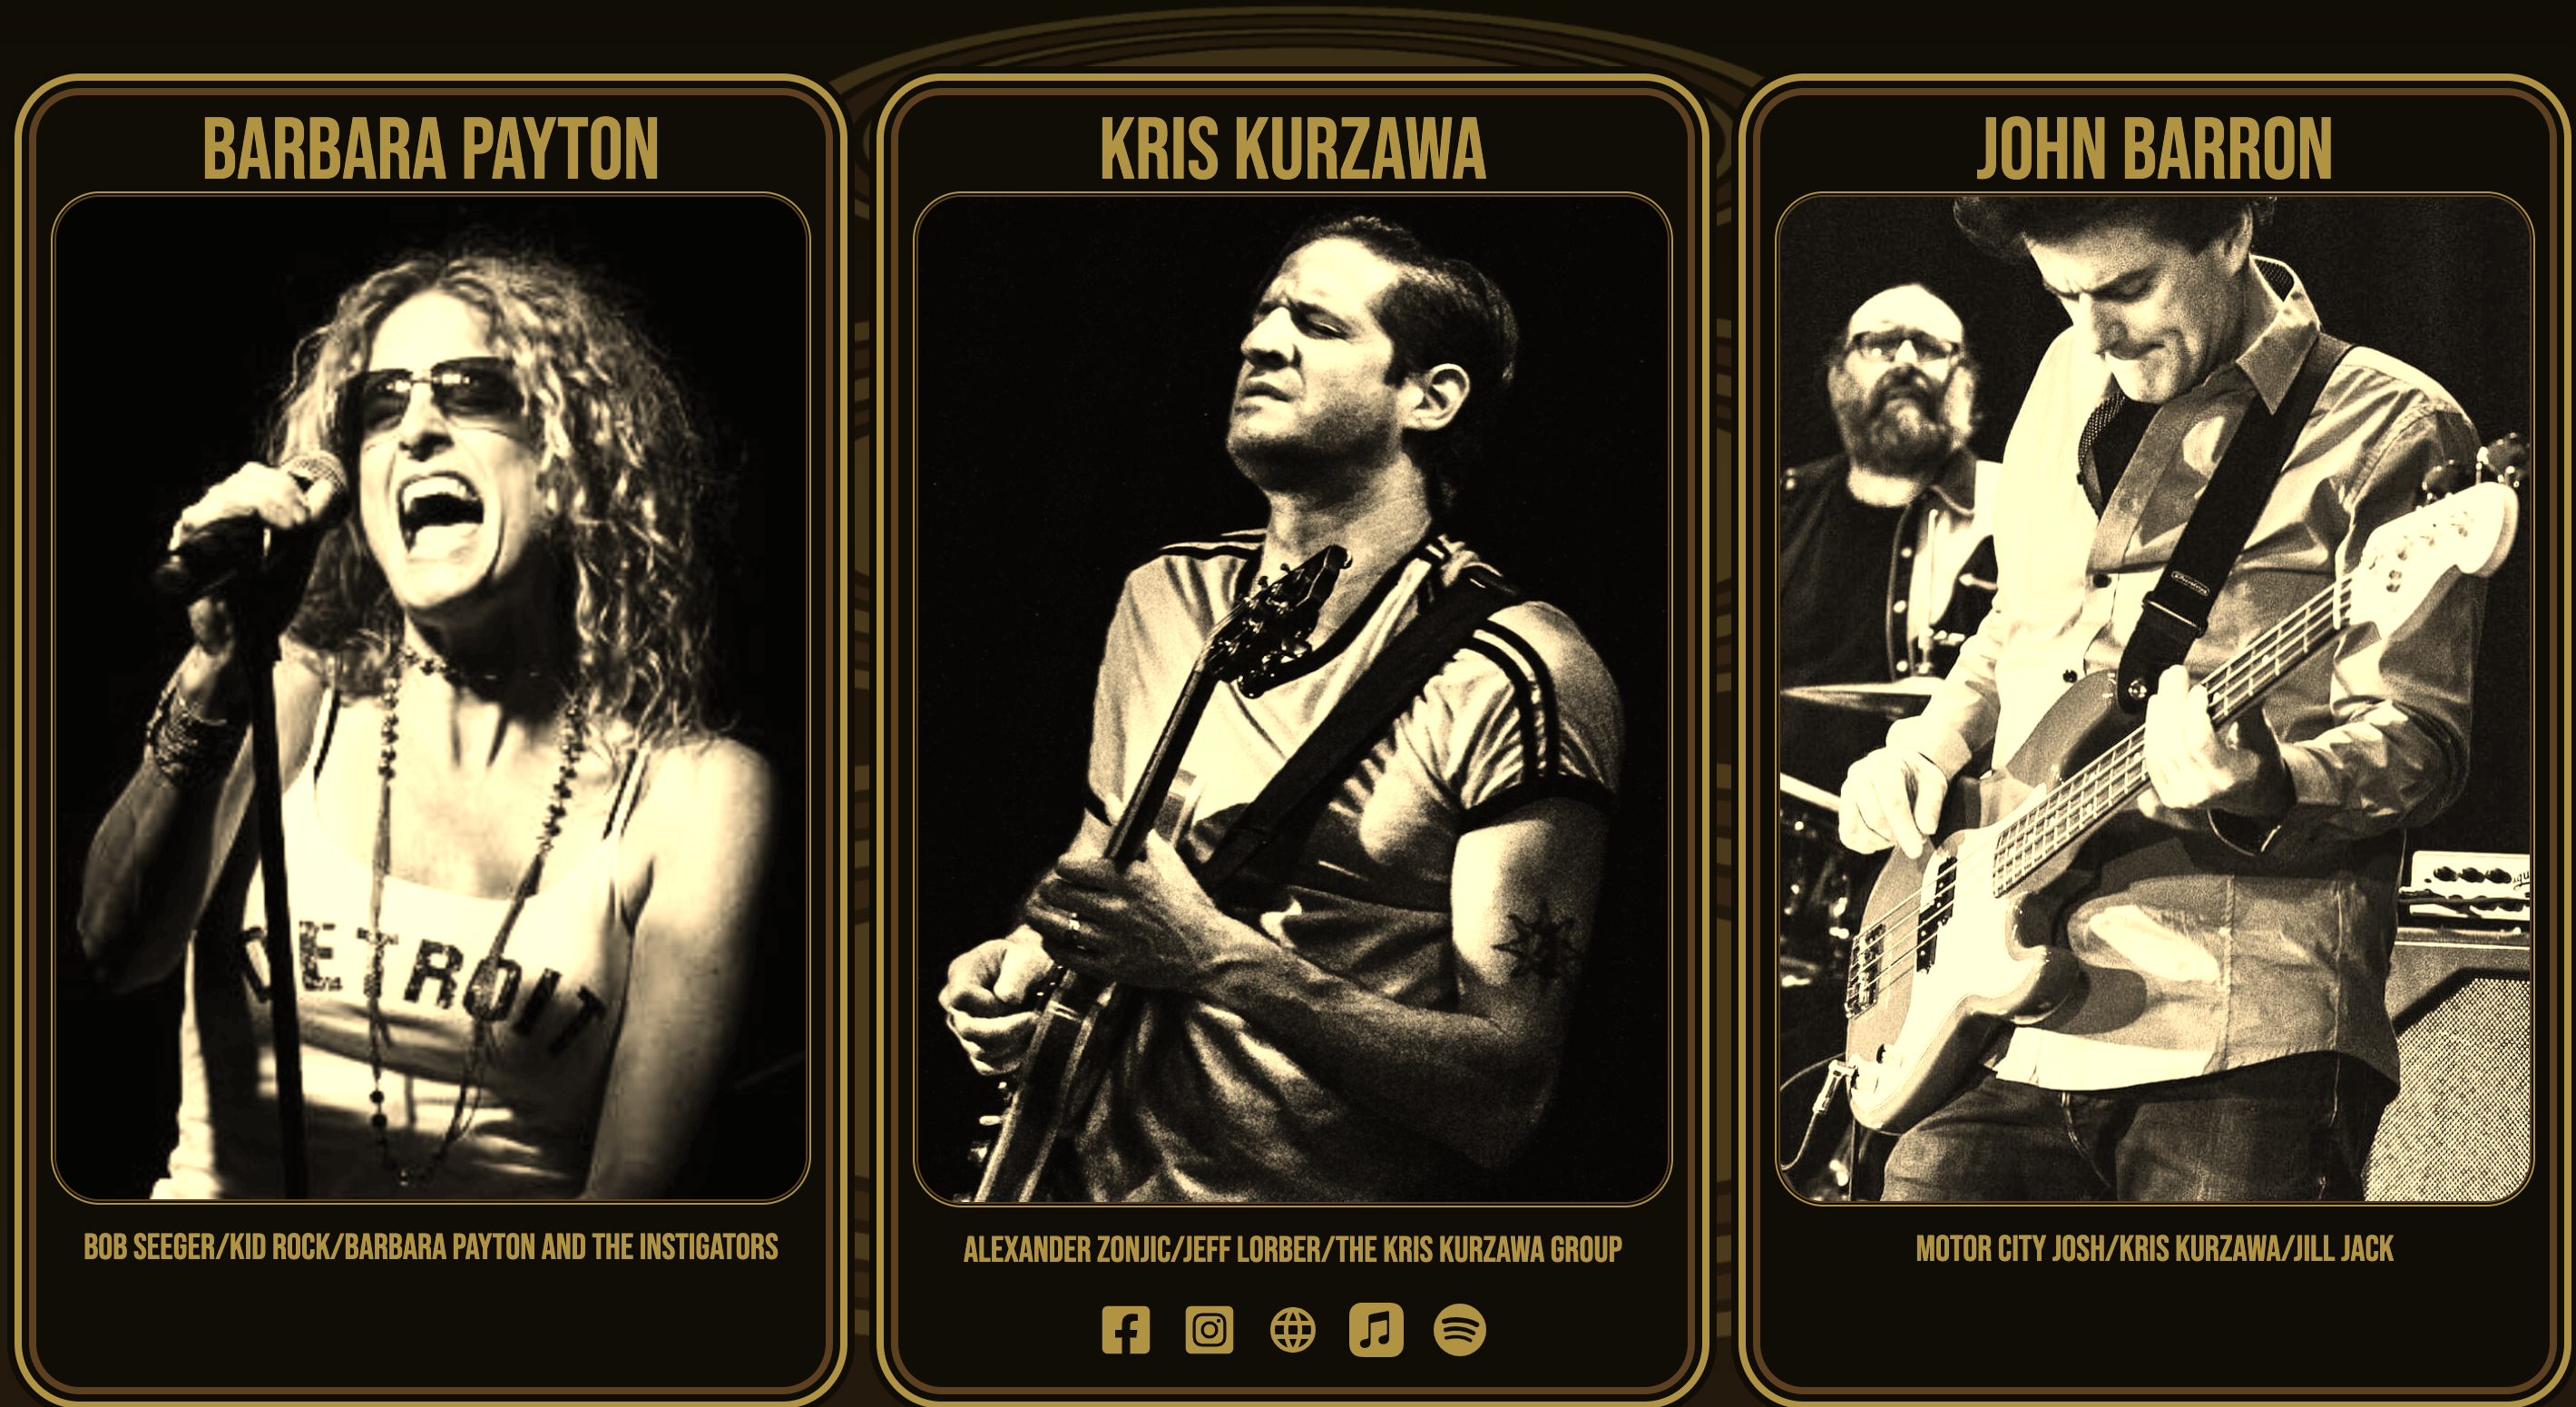 BARBARA PAYTON
KRIS KURZAWA
JOHN BARRON
DETROIT
BOB SEEGER/KID ROCK/BARBARA PAYTON AND THE INSTIGATORS
ALEXANDER ZONJIC/JEFF LORBER/THE KRIS KURZAWA GROUP
MOTOR CITY JOSH/KRIS KURZAWA/JILL JACK